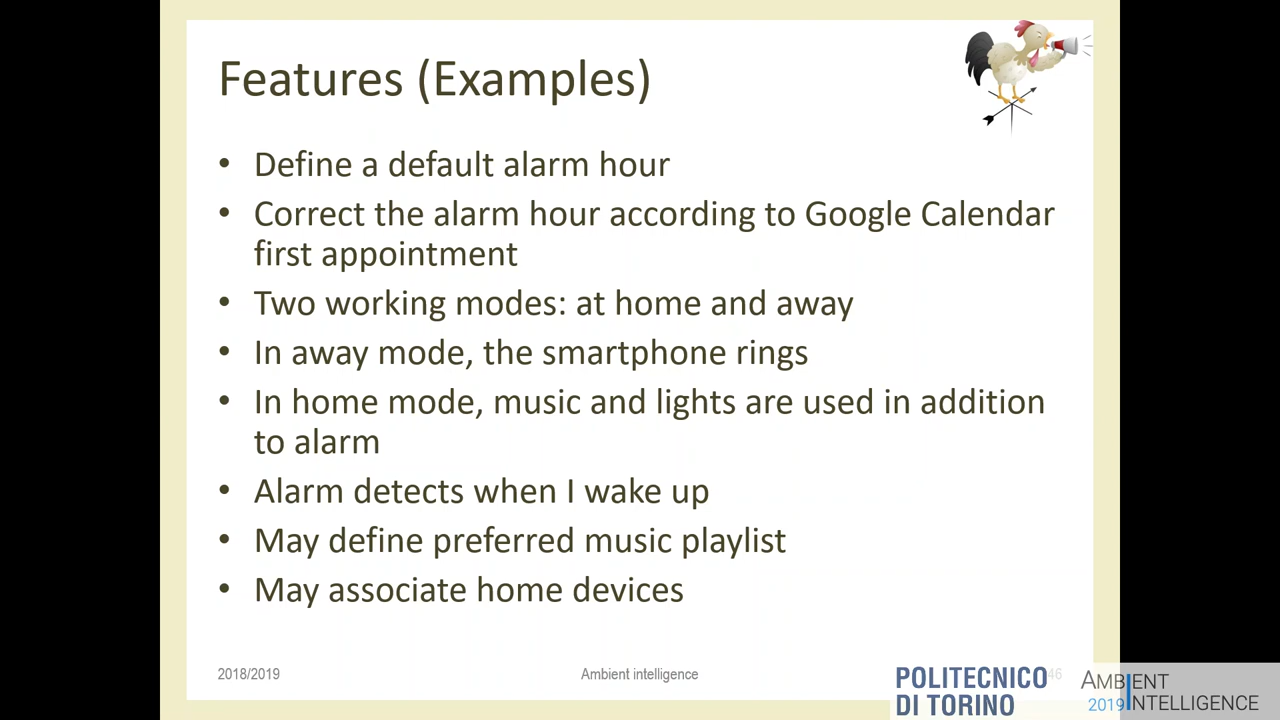 Features (Examples)
• Define a default alarm hour
• Correct the alarm hour according to Google Calendar
first appointment
• Two working modes: at home and away
• In away mode, the smartphone rings
• In home mode, music and lights are used in addition
to alarm
• Alarm detects when I wake up
• May define preferred music playlist
• May associate home devices
2018/2019
Ambient intelligence
46
POLITECNICO
DI TORINO
AMBIENT
2019 INTELLIGENCE